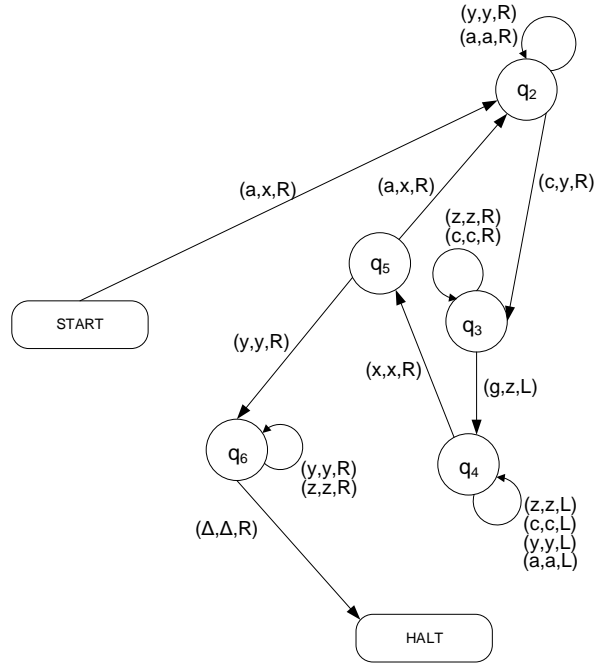 (y,y,R)
(a,a,R)
q2
(a,x,R)
(a,x,R)
(c,y,R)
(z,z,R)
(c,c,R)
q5
q3
START
(y,y,R)
(x,x,R)
(g,z,L)
q6
q4
(y,y,R)
(z,z,R)
(z,z,L)
(c,c,L)
(y,y,L)
(a,a,L)
(Δ,Δ,R)
HALT